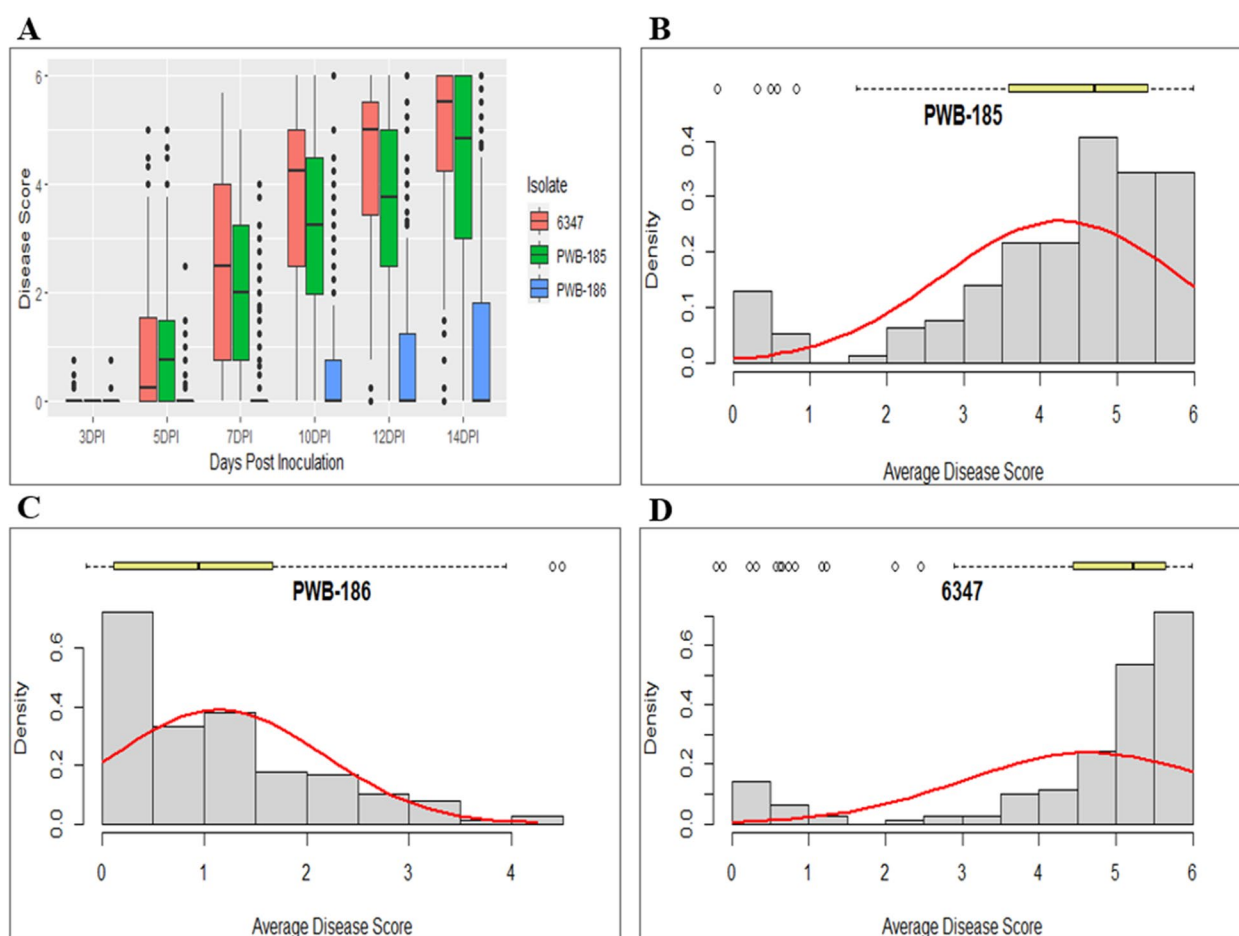 A
Disease Score
6
4
2
0
3DPI 5DPI 7DPI 10DPI 12DPI 14DPI
Days Post Inoculation
Isolate
6347
PWB-185
PWB-186
B
PWB-185
Density
0.4
0.3
0.2
0.1
0.0
0 1 2 3 4 5 6
Average Disease Score
C
PWB-186
Density
0.6
0.4
0.2
0.0
0 1 2 3 4
Average Disease Score
D
6347
Density
0.6
0.4
0.2
0.0
0 1 2 3 4 5 6
Average Disease Score